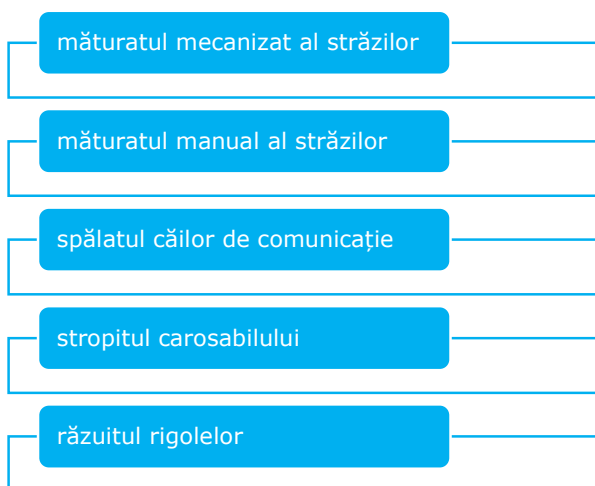 măturatul mecanizat al străzilor
măturatul manual al străzilor
spălatul căilor de comunicație
stropitul carosabilului
răzuitul rigolelor